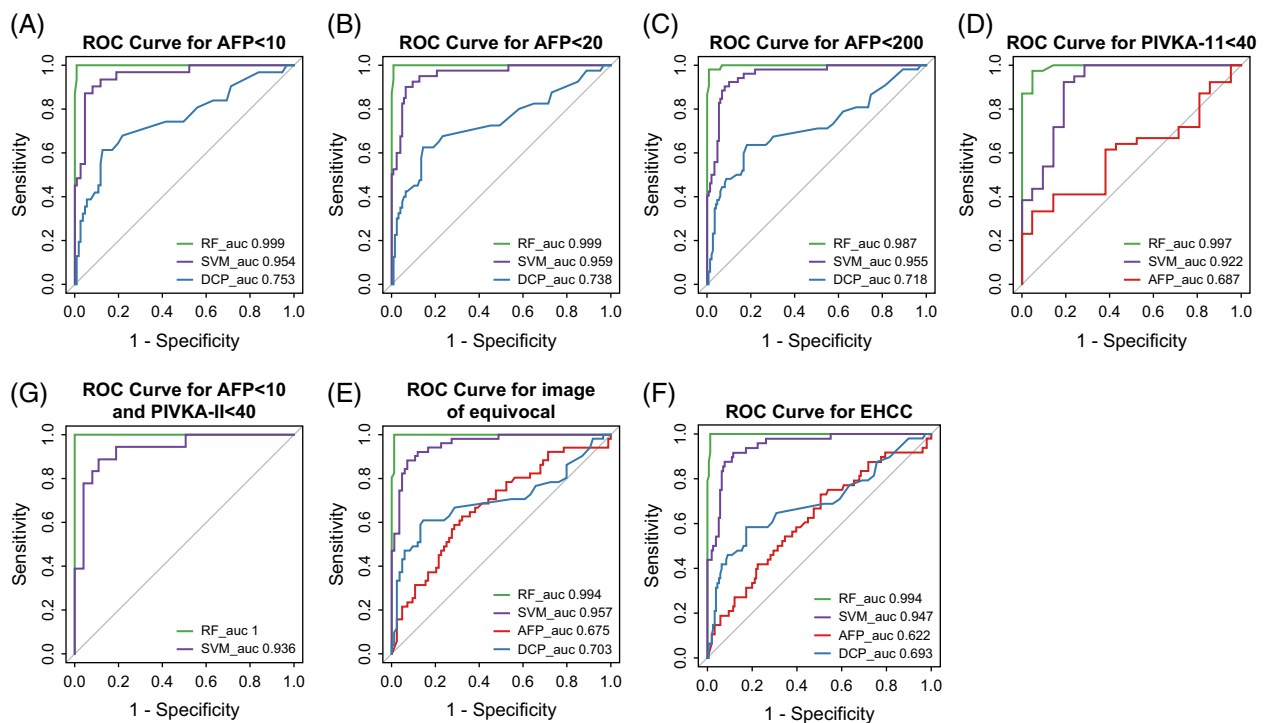 (A)
ROC Curve for AFP<10
Sensitivity
1.0
0.8
0.6
0.4
0.2
0.0
RF_auc 0.999
SVM_auc 0.954
DCP_auc 0.753
0.0 0.2 0.4 0.6 0.8 1.0
1 - Specificity
(B)
ROC Curve for AFP<20
Sensitivity
1.0
0.8
0.6
0.4
0.2
0.0
RF_auc 0.999
SVM_auc 0.959
DCP_auc 0.738
0.0 0.2 0.4 0.6 0.8 1.0
1 - Specificity
(C)
ROC Curve for AFP<200
Sensitivity
1.0
0.8
0.6
0.4
0.2
0.0
RF_auc 0.987
SVM_auc 0.955
DCP_auc 0.718
0.0 0.2 0.4 0.6 0.8 1.0
1 - Specificity
(D)
ROC Curve for PIVKA-11<40
Sensitivity
1.0
0.8
0.6
0.4
0.2
0.0
RF_auc 0.997
SVM_auc 0.922
AFP_auc 0.687
0.0 0.2 0.4 0.6 0.8 1.0
1 - Specificity
(G)
ROC Curve for AFP<10
and PIVKA-II<40
Sensitivity
1.0
0.8
0.6
0.4
0.2
0.0
RF_auc 1
SVM_auc 0.936
0.0 0.2 0.4 0.6 0.8 1.0
1 - Specificity
(E)
ROC Curve for image
of equivocal
Sensitivity
1.0
0.8
0.6
0.4
0.2
0.0
RF_auc 0.994
SVM_auc 0.957
AFP_auc 0.675
DCP_auc 0.703
0.0 0.2 0.4 0.6 0.8 1.0
1 - Specificity
(F)
ROC Curve for EHCC
Sensitivity
1.0
0.8
0.6
0.4
0.2
0.0
RF_auc 0.994
SVM_auc 0.947
AFP_auc 0.622
DCP_auc 0.693
0.0 0.2 0.4 0.6 0.8 1.0
1 - Specificity